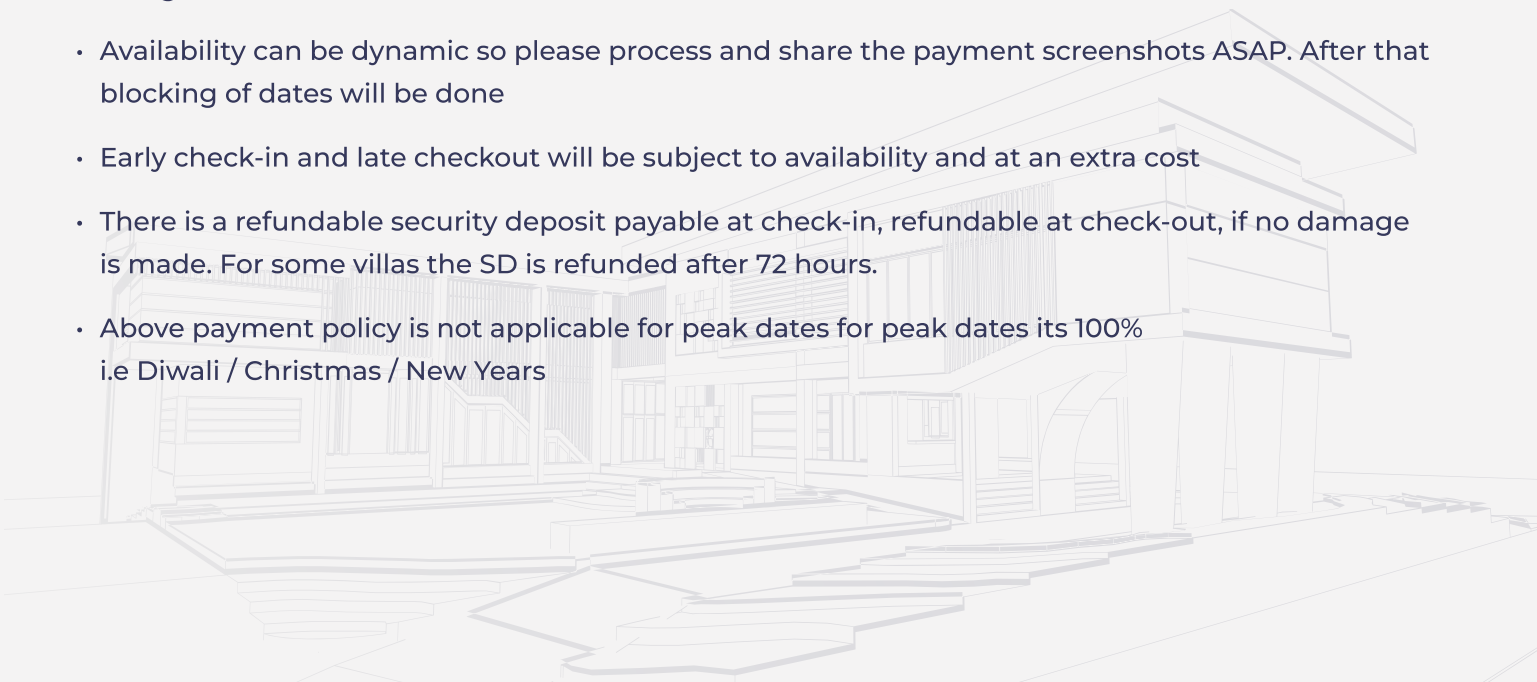 • Availability can be dynamic so please process and share the payment screenshots ASAP. After that
blocking of dates will be done
• Early check-in and late checkout will be subject to availability and at an extra cost
• There is a refundable security deposit payable at check-in, refundable at check-out, if no damage
is made. For some villas the SD is refunded after 72 hours.
• Above payment policy is not applicable for peak dates for peak dates its 100%
i.e Diwali / Christmas / New Years